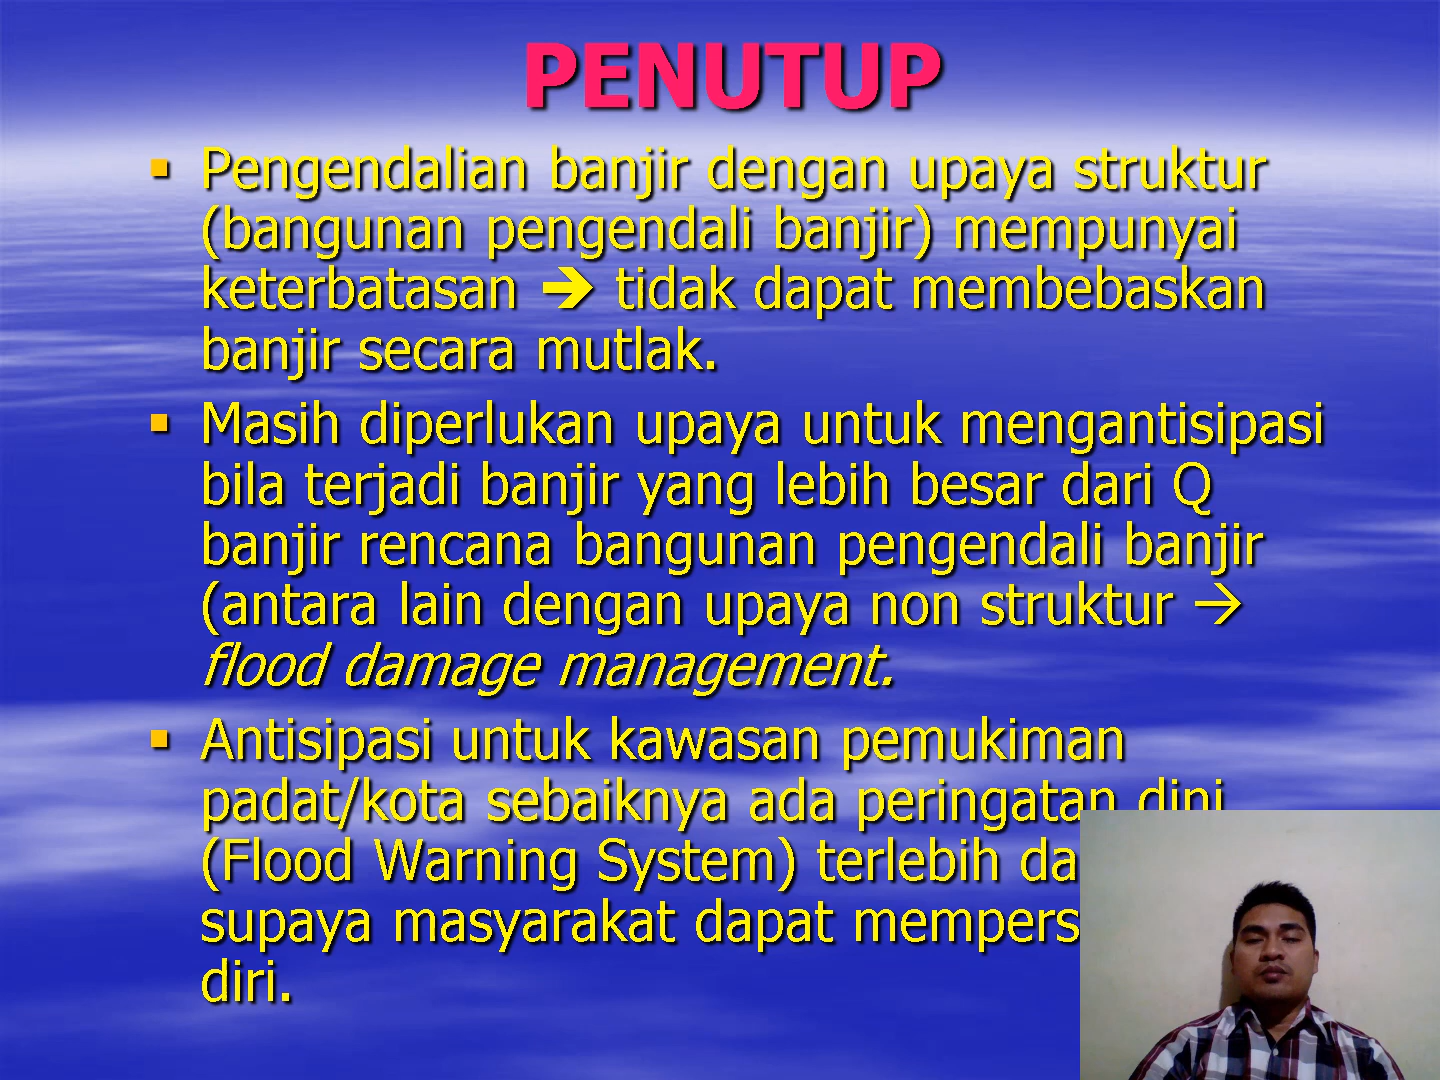 PENUTUP
▪ Pengendalian banjir dengan upaya struktur
(bangunan pengendali banjir) mempunyai
keterbatasan ➔ tidak dapat membebaskan
banjir secara mutlak.
▪ Masih diperlukan upaya untuk mengantisipasi
bila terjadi banjir yang lebih besar dari Q
banjir rencana bangunan pengendali banjir
(antara lain dengan upaya non struktur →
flood damage management.
▪ Antisipasi untuk kawasan pemukiman
padat/kota sebaiknya ada peringatan dini
(Flood Warning System) terlebih
supaya masyarakat dapat
diri.